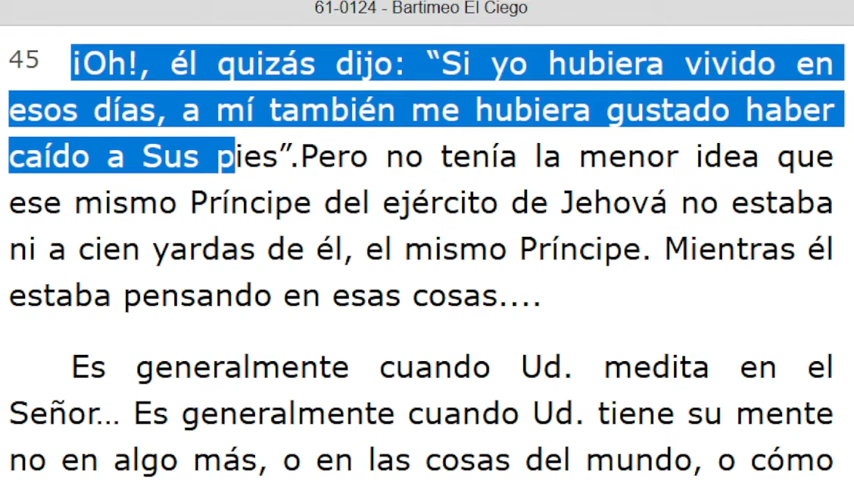 61-0124 - Bartimeo El Ciego
45 ¡Oh!, él quizás dijo: “Si yo hubiera vivido en
esos días, a mí también me hubiera gustado haber
caído a Sus pies”.Pero no tenía la menor idea que
ese mismo Príncipe del ejército de Jehová no estaba
ni a cien yardas de él, el mismo Príncipe. Mientras él
estaba pensando en esas cosas....
Es generalmente cuando Ud. medita en el
Señor... Es generalmente cuando Ud. tiene su mente
no en algo más, o en las cosas del mundo, o cómo